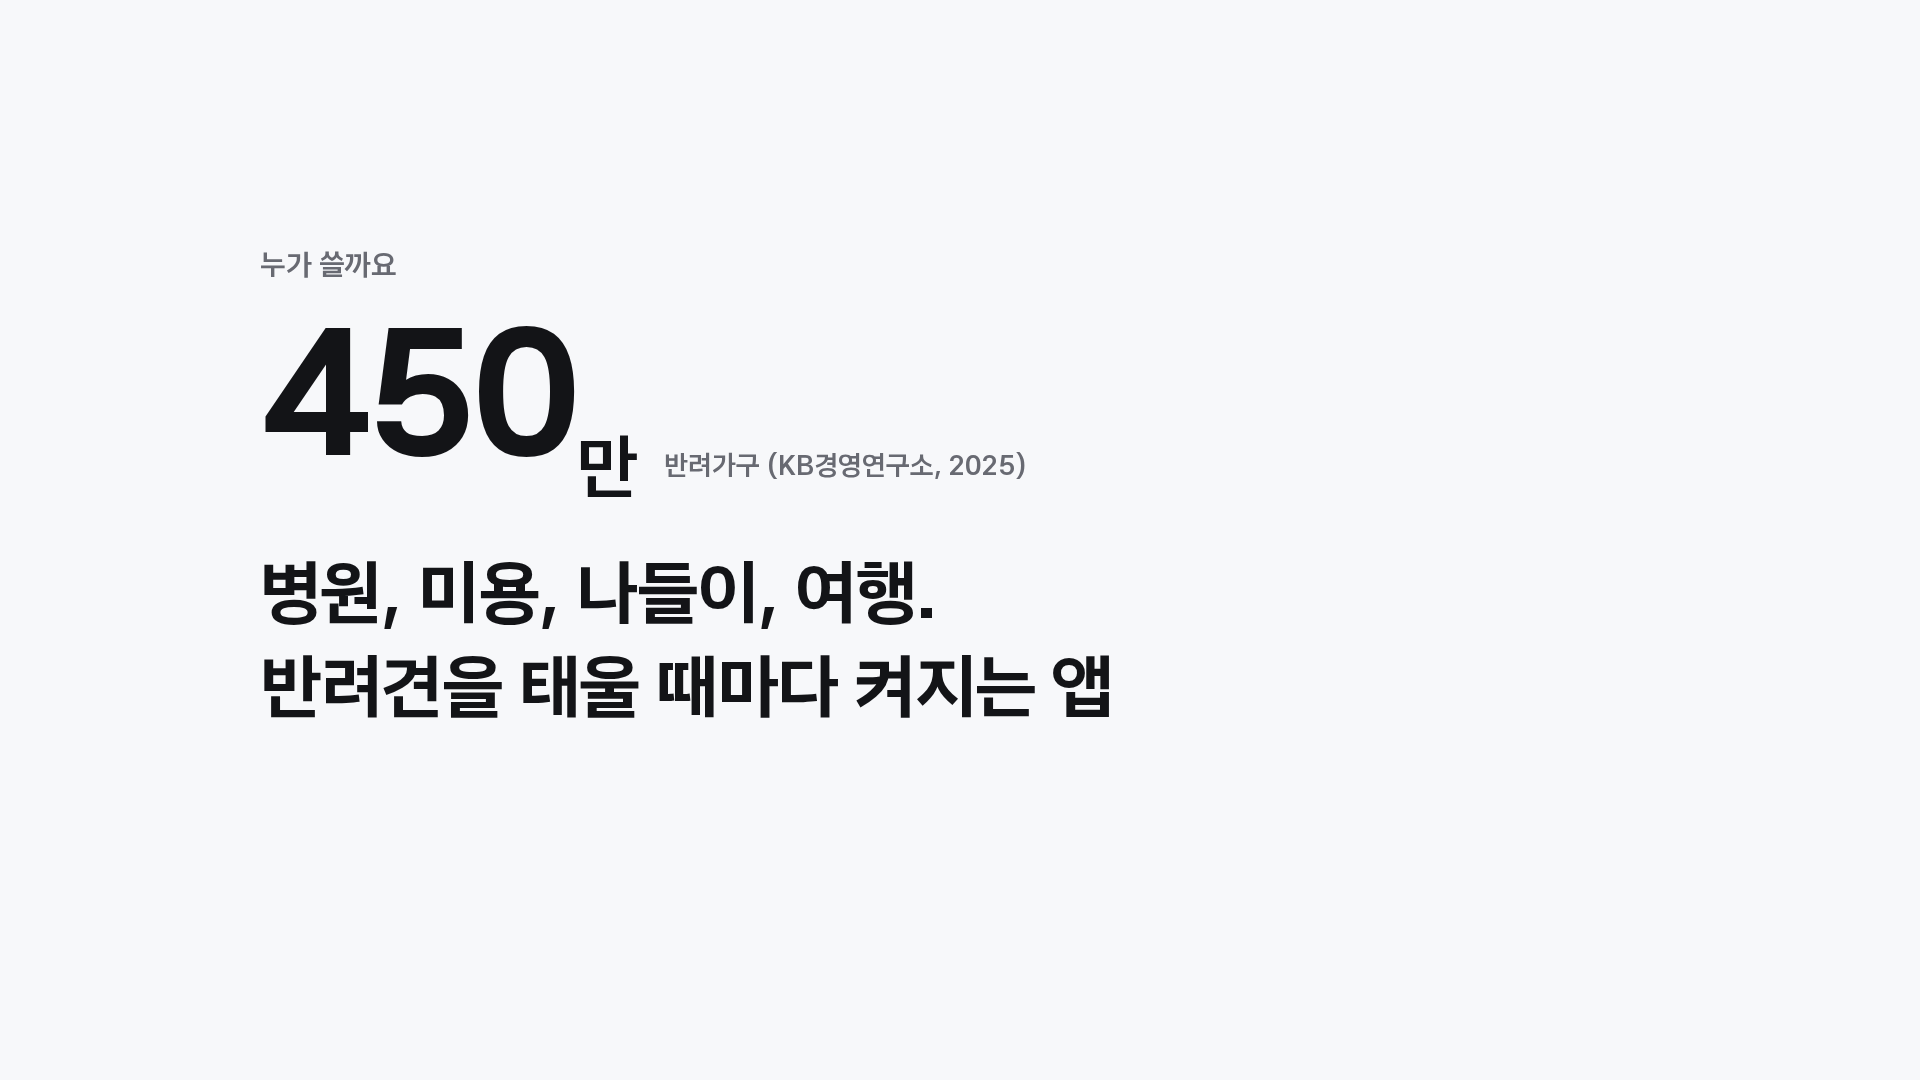 누가 쓸까요
450만 반려가구 (KB경영연구소, 2025)
병원, 미용, 나들이, 여행.
반려견을 태울 때마다 켜지는 앱